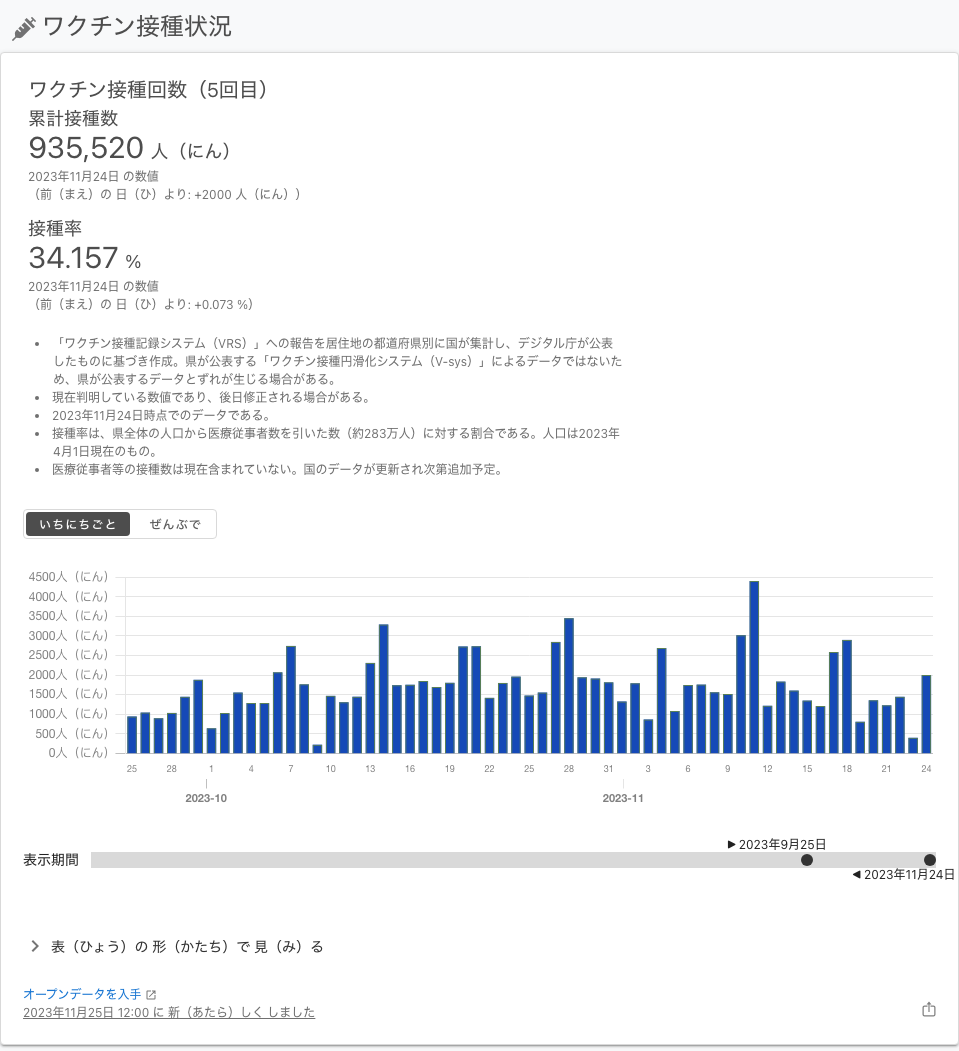 ワクチン接種状況
ワクチン接種回数（5回目）
累計接種数
935,520 人（にん）
2023年11月24日 の数値
（前（まえ）の 日（ひ）より: +2000 人（にん））
接種率
34.157 %
2023年11月24日 の数値
（前（まえ）の 日（ひ）より: +0.073 %）
• 「ワクチン接種記録システム（VRS）」への報告を居住地の都道府県別に国が集計し、デジタル庁が公表
したものに基づき作成。県が公表する「ワクチン接種円滑化システム（V-sys）」によるデータではないた
め、県が公表するデータとずれが生じる場合がある。
• 現在判明している数値であり、後日修正される場合がある。
• 2023年11月24日時点でのデータである。
• 接種率は、県全体の人口から医療従事者数を引いた数（約283万人）に対する割合である。人口は2023年
4月1日現在のもの。
• 医療従事者等の接種数は現在含まれていない。国のデータが更新され次第追加予定。
いちにちごと ぜんぶで
4500人（にん）
4000人（にん）
3500人（にん）
3000人（にん）
2500人（にん）
2000人（にん）
1500人（にん）
1000人（にん）
500人（にん）
0人（にん）
25 28 1 4 7 10 13 16 19 22 25 28 31 3 6 9 12 15 18 21 24
2023-10 2023-11
▶ 2023年9月25日
表示期間
◀ 2023年11月24日
表（ひょう）の 形（かたち）で 見（み）る
オープンデータを入手
2023年11月25日 12:00 に 新（あたら）しく しました